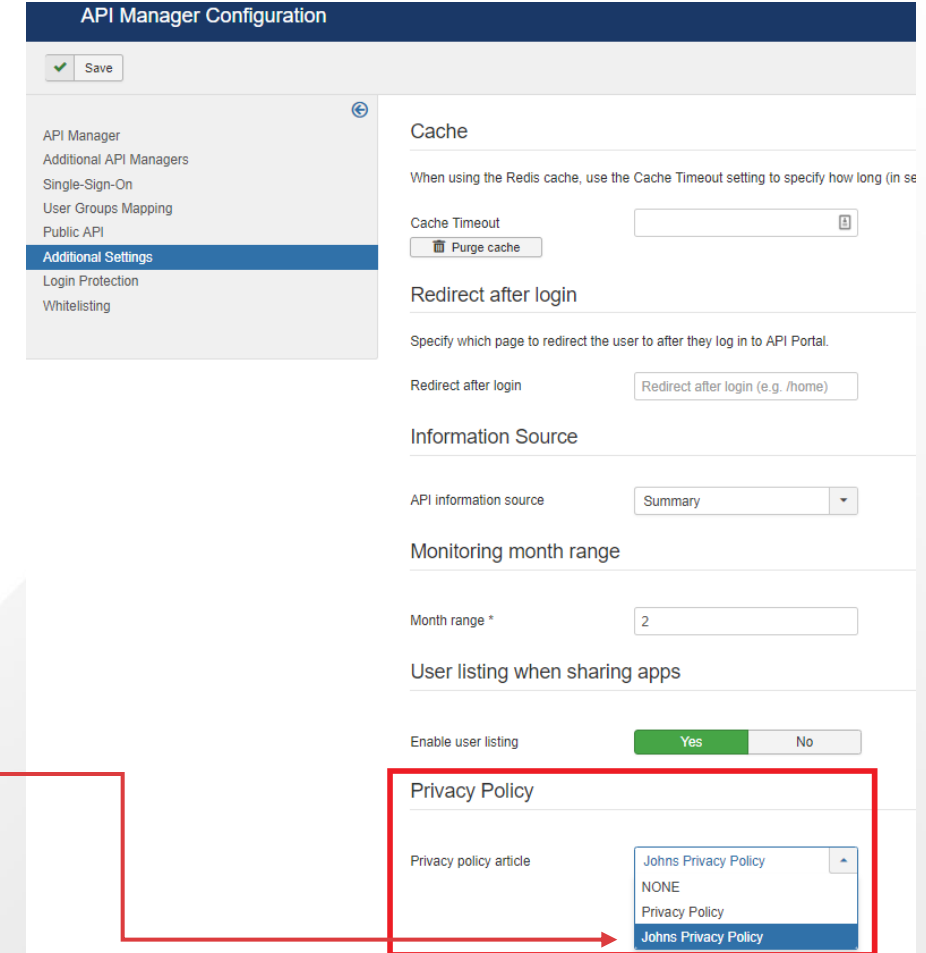 API Manager Configuration
Save
API Manager
Additional API Managers
Single-Sign-On
User Groups Mapping
Public API
Additional Settings
Login Protection
Whitelisting
Cache
When using the Redis cache, use the Cache Timeout setting to specify how long (in se
Cache Timeout
Purge cache
Redirect after login
Specify which page to redirect the user to after they log in to API Portal.
Redirect after login
Redirect after login (e.g. /home)
Information Source
API information source
Summary
Monitoring month range
Month range *
2
User listing when sharing apps
Enable user listing
Yes
No
Privacy Policy
Privacy policy article
Johns Privacy Policy
NONE
Privacy Policy
Johns Privacy Policy